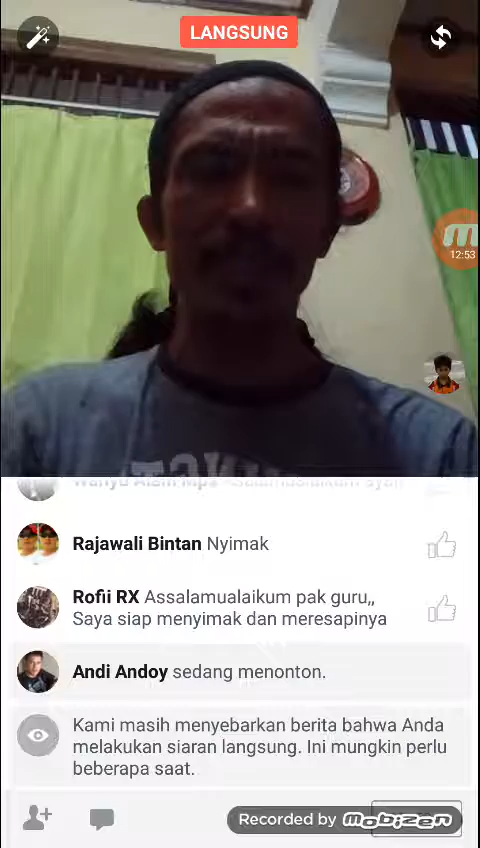 LANGSUNG
12:53
Rajawali Bintan Nyimak
Rofii RX Assalamualaikum pak guru,,
Saya siap menyimak dan meresapinya
Andi Andoy sedang menonton.
Kami masih menyebarkan berita bahwa Anda
melakukan siaran langsung. Ini mungkin perlu
beberapa saat.
Recorded by mobizen